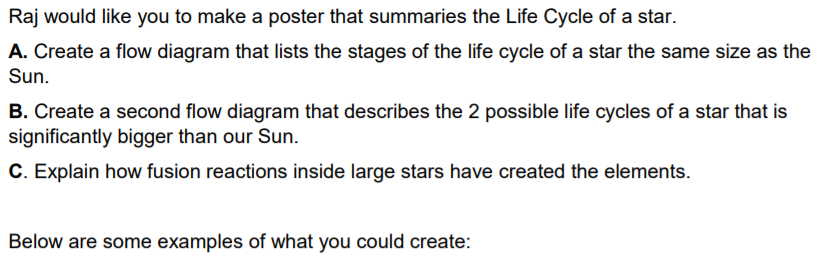 Raj would like you to make a poster that summaries the Life Cycle of a star.
A. Create a flow diagram that lists the stages of the life cycle of a star the same size as the
Sun.
B. Create a second flow diagram that describes the 2 possible life cycles of a star that is
significantly bigger than our Sun.
C. Explain how fusion reactions inside large stars have created the elements.
Below are some examples of what you could create: